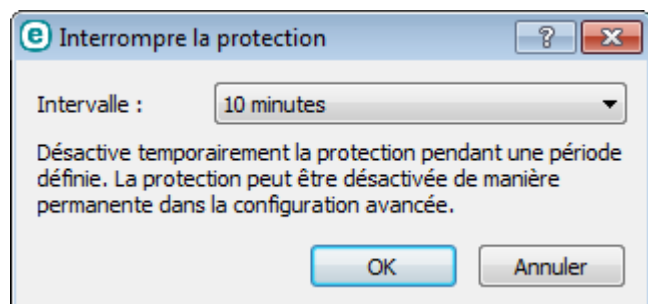 e Interrompre la protection ?
Intervalle : 10 minutes
Désactive temporairement la protection pendant une période
définie. La protection peut être désactivée de manière
permanente dans la configuration avancée.
OK Annuler